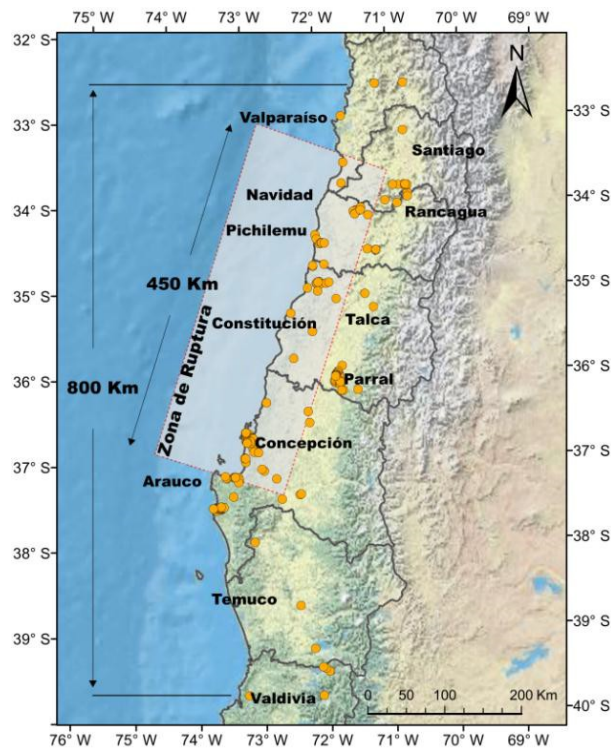 75° W 74° W 73° W 72° W 71° W 70° W 69° W
32° S
N
33° S
33° S
Valparaíso
Santiago
34° S
34° S
Navidad
Rancagua
Pichilemu
35° S
35° S
450 Km
Constitución
Talca
36° S
36° S
Zona de Ruptura
Parral
800 Km
37° S
37° S
Concepción
Arauco
38° S
38° S
Temuco
39° S
39° S
Valdivia
0 50 100 200 Km
40° S
76° W 75° W 74° W 73° W 72° W 71° W 70° W 69° W